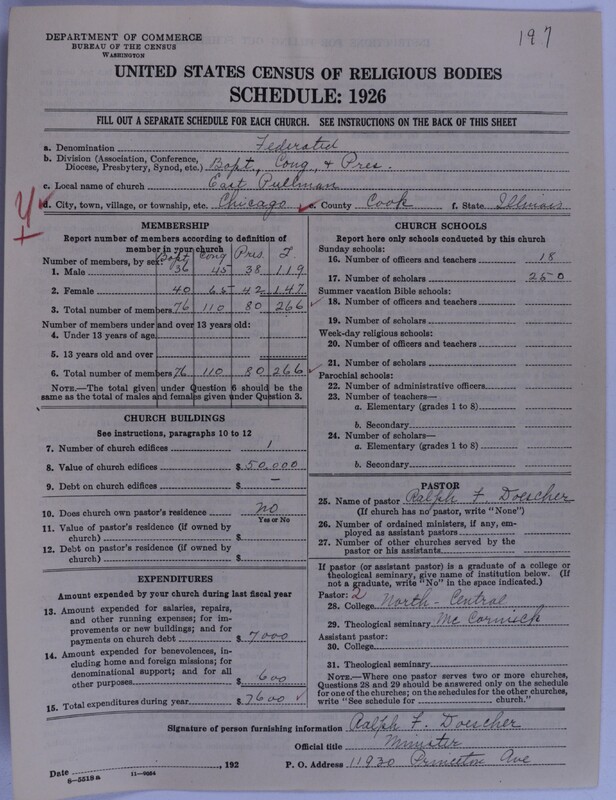 DEPARTMENT OF COMMERCE
BUREAU OF THE CENSUS
WASHINGTON
197
UNITED STATES CENSUS OF RELIGIOUS BODIES
SCHEDULE: 1926
FILL OUT A SEPARATE SCHEDULE FOR EACH CHURCH. SEE INSTRUCTIONS ON THE BACK OF THIS SHEET
a. Denomination Federated
b. Division (Association, Conference, Diocese, Presbytery, Synod, etc.) Bapt., Cong, + Pres.
c. Local name of church East Pullman
d. City, town, village, or township, etc. Chicago e. County Cook f. State Illinois
MEMBERSHIP
Report number of members according to definition of member in your church
Number of members, by sex: Bapt Cong Pres. T.
1. Male 36 45 38 119
2. Female 40 65 42 147
3. Total number of members 76 110 80 266
Number of members under and over 13 years old:
4. Under 13 years of age
5. 13 years old and over
6. Total number of members 76 110 80 266
NOTE.—The total given under Question 6 should be the same as the total of males and females given under Question 3.
CHURCH BUILDINGS
See instructions, paragraphs 10 to 12
7. Number of church edifices 1
8. Value of church edifices $ 50,000
9. Debt on church edifices $ —
10. Does church own pastor's residence No
Yes or No
11. Value of pastor's residence (if owned by church) $
12. Debt on pastor's residence (if owned by church) $
EXPENDITURES
Amount expended by your church during last fiscal year
13. Amount expended for salaries, repairs, and other running expenses; for improvements or new buildings; and for payments on church debt $ 7000
14. Amount expended for benevolences, including home and foreign missions; for denominational support; and for all other purposes $ 600
15. Total expenditures during year $ 7600
CHURCH SCHOOLS
Report here only schools conducted by this church
Sunday schools:
16. Number of officers and teachers 18
17. Number of scholars 250
Summer vacation Bible schools:
18. Number of officers and teachers
19. Number of scholars
Week-day religious schools:
20. Number of officers and teachers
21. Number of scholars
Parochial schools:
22. Number of administrative officers
23. Number of teachers—
a. Elementary (grades 1 to 8)
b. Secondary
24. Number of scholars—
a. Elementary (grades 1 to 8)
b. Secondary
PASTOR
25. Name of pastor Ralph F. Doescher
(If church has no pastor, write "None")
26. Number of ordained ministers, if any, employed as assistant pastors
27. Number of other churches served by the pastor or his assistants
If pastor (or assistant pastor) is a graduate of a college or theological seminary, give name of institution below. (If not a graduate, write "No" in the space indicated.)
Pastor: 2
28. College North-Central
29. Theological seminary McCormick
Assistant pastor:
30. College
31. Theological seminary
NOTE.—Where one pastor serves two or more churches, Questions 28 and 29 should be answered only on the schedule for one of the churches; on the schedules for the other churches, write "See schedule for church."
Signature of person furnishing information Ralph F. Doescher
Official title Minister
Date , 192 P. O. Address 11930 Princeton Ave
8-5518a 11-9664